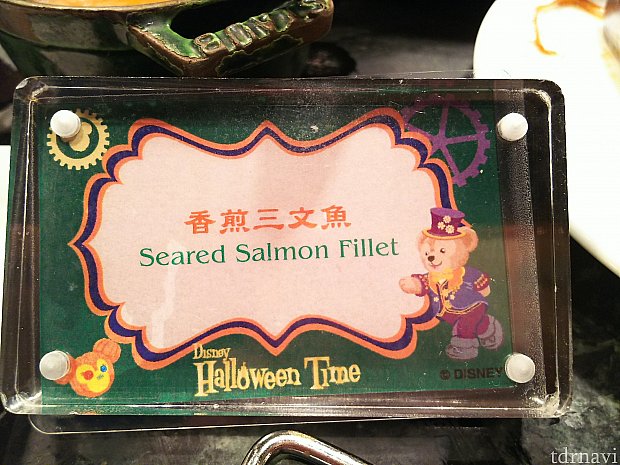 香煎三文魚
Seared Salmon Fillet
Disney
Halloween Time
© DISNEY
tdrnavi